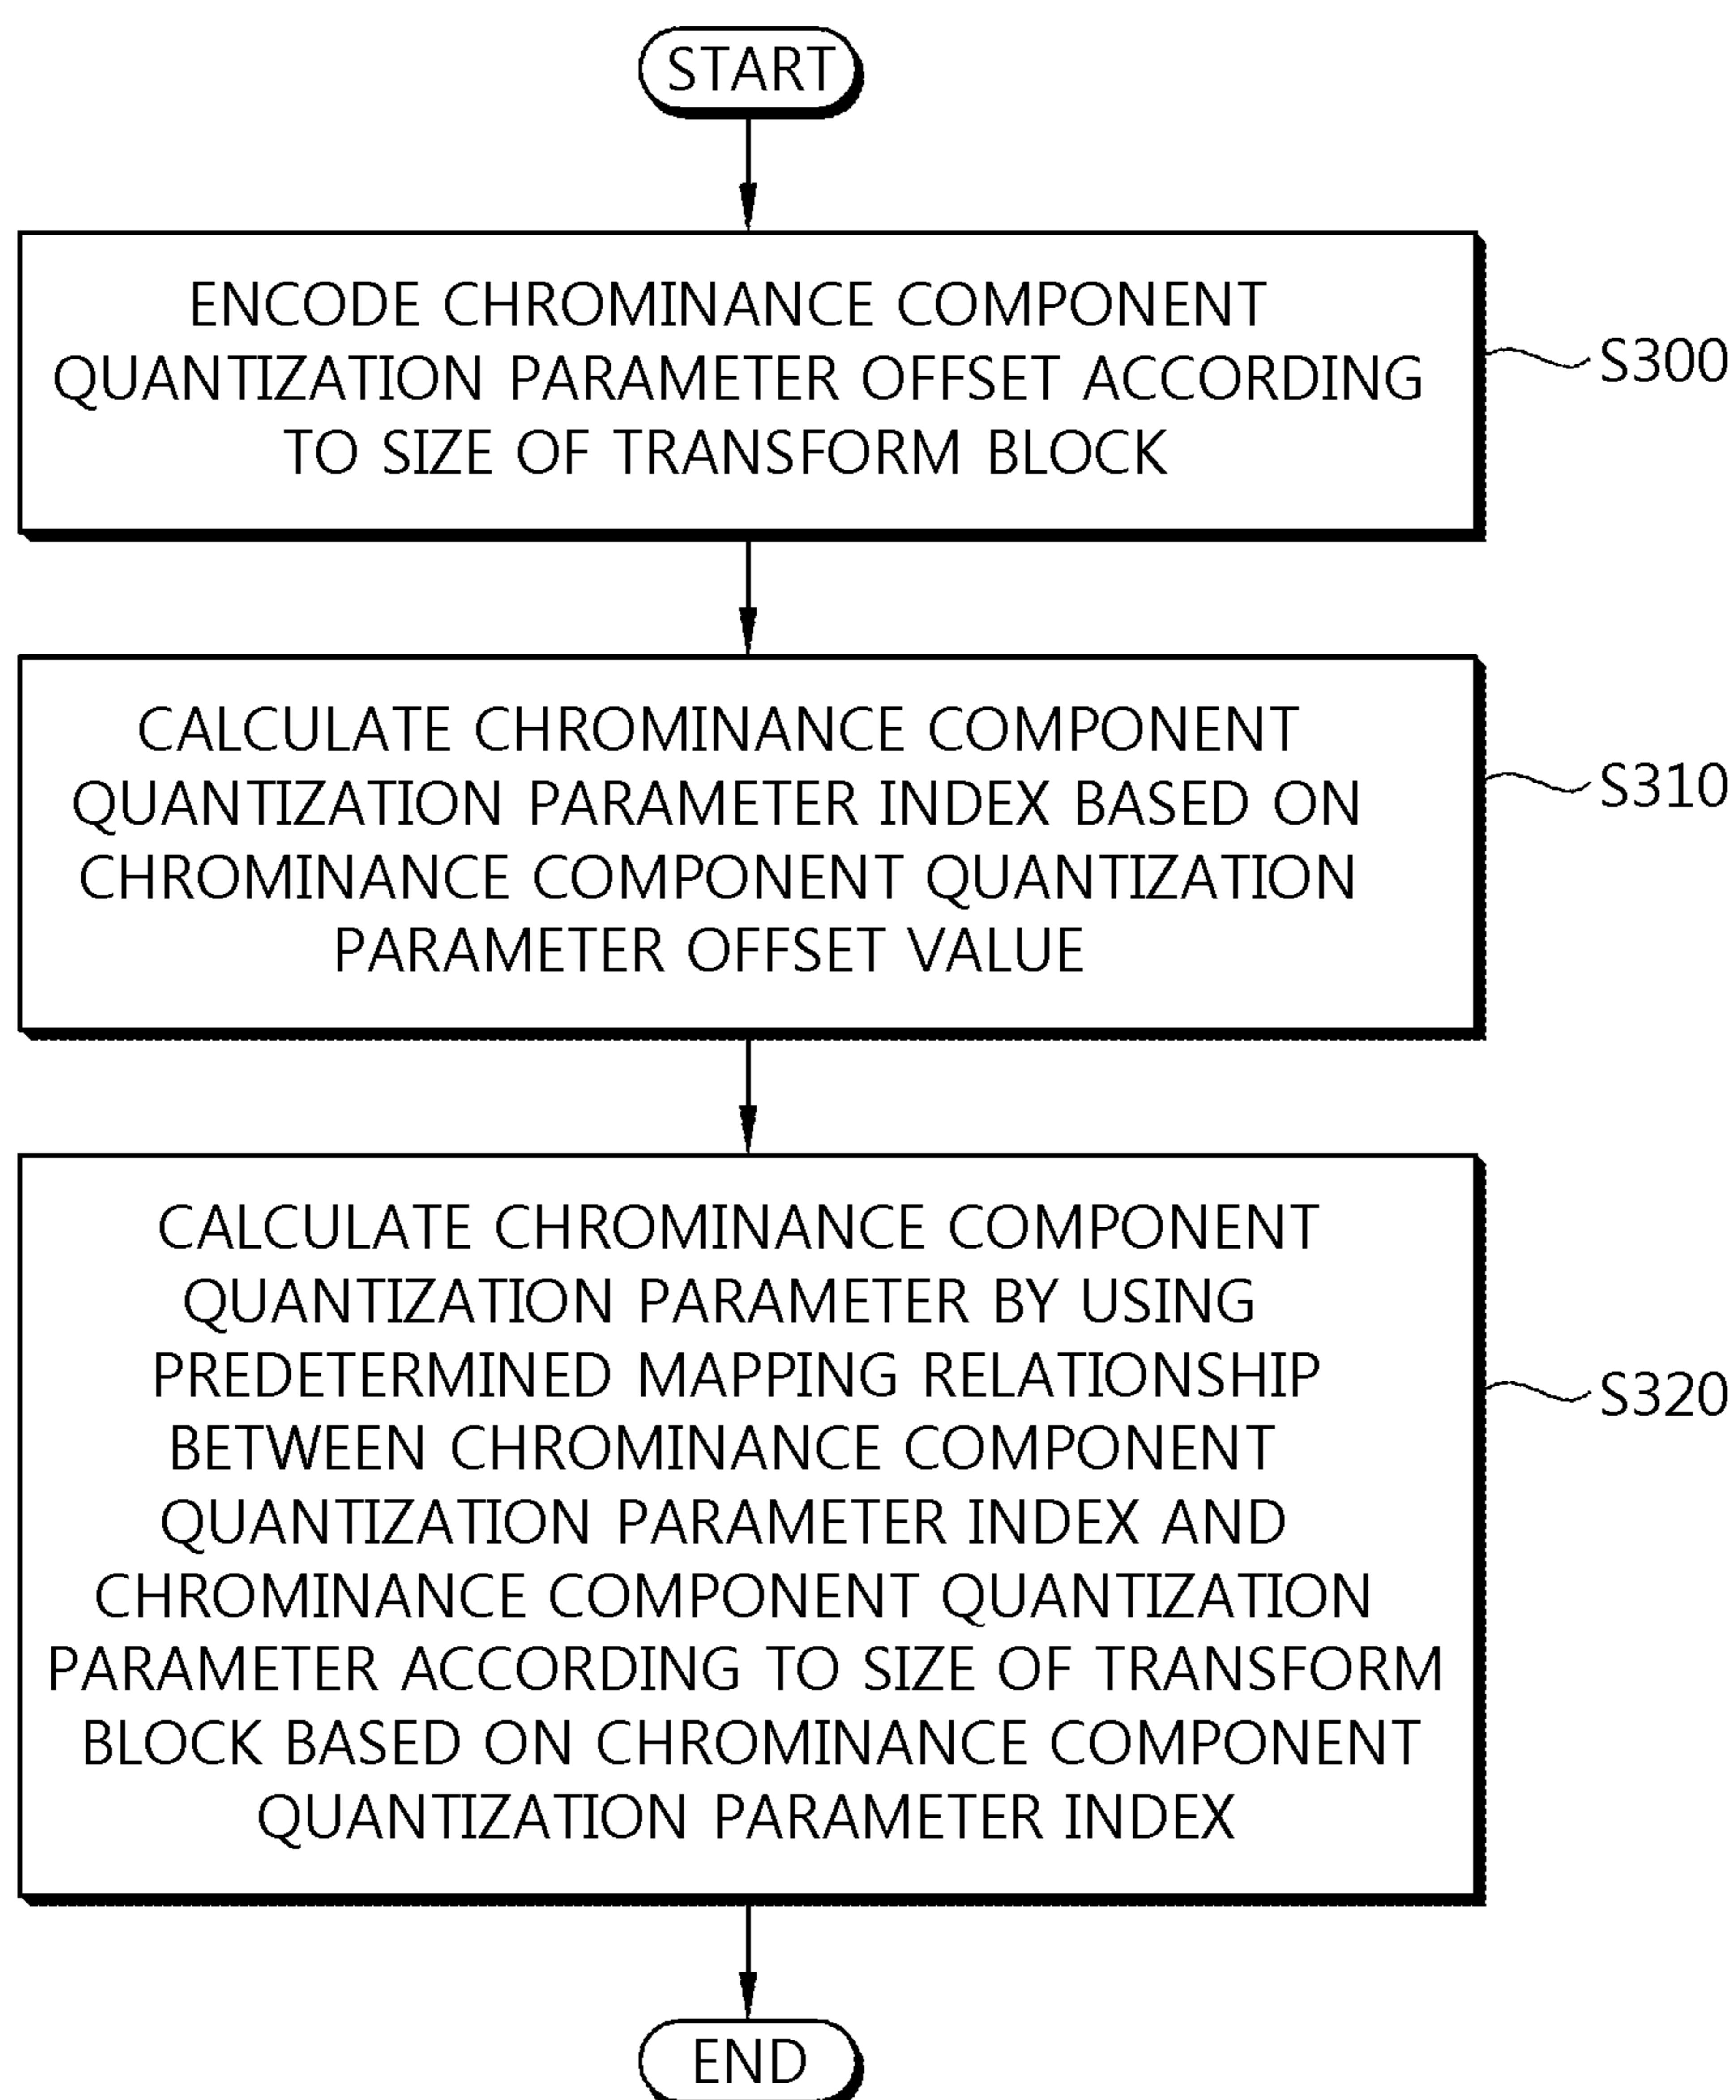 START
ENCODE CHROMINANCE COMPONENT
QUANTIZATION PARAMETER OFFSET ACCORDING
TO SIZE OF TRANSFORM BLOCK
S300
CALCULATE CHROMINANCE COMPONENT
QUANTIZATION PARAMETER INDEX BASED ON
CHROMINANCE COMPONENT QUANTIZATION
PARAMETER OFFSET VALUE
S310
CALCULATE CHROMINANCE COMPONENT
QUANTIZATION PARAMETER BY USING
PREDETERMINED MAPPING RELATIONSHIP
BETWEEN CHROMINANCE COMPONENT
QUANTIZATION PARAMETER INDEX AND
CHROMINANCE COMPONENT QUANTIZATION
PARAMETER ACCORDING TO SIZE OF TRANSFORM
BLOCK BASED ON CHROMINANCE COMPONENT
QUANTIZATION PARAMETER INDEX
S320
END